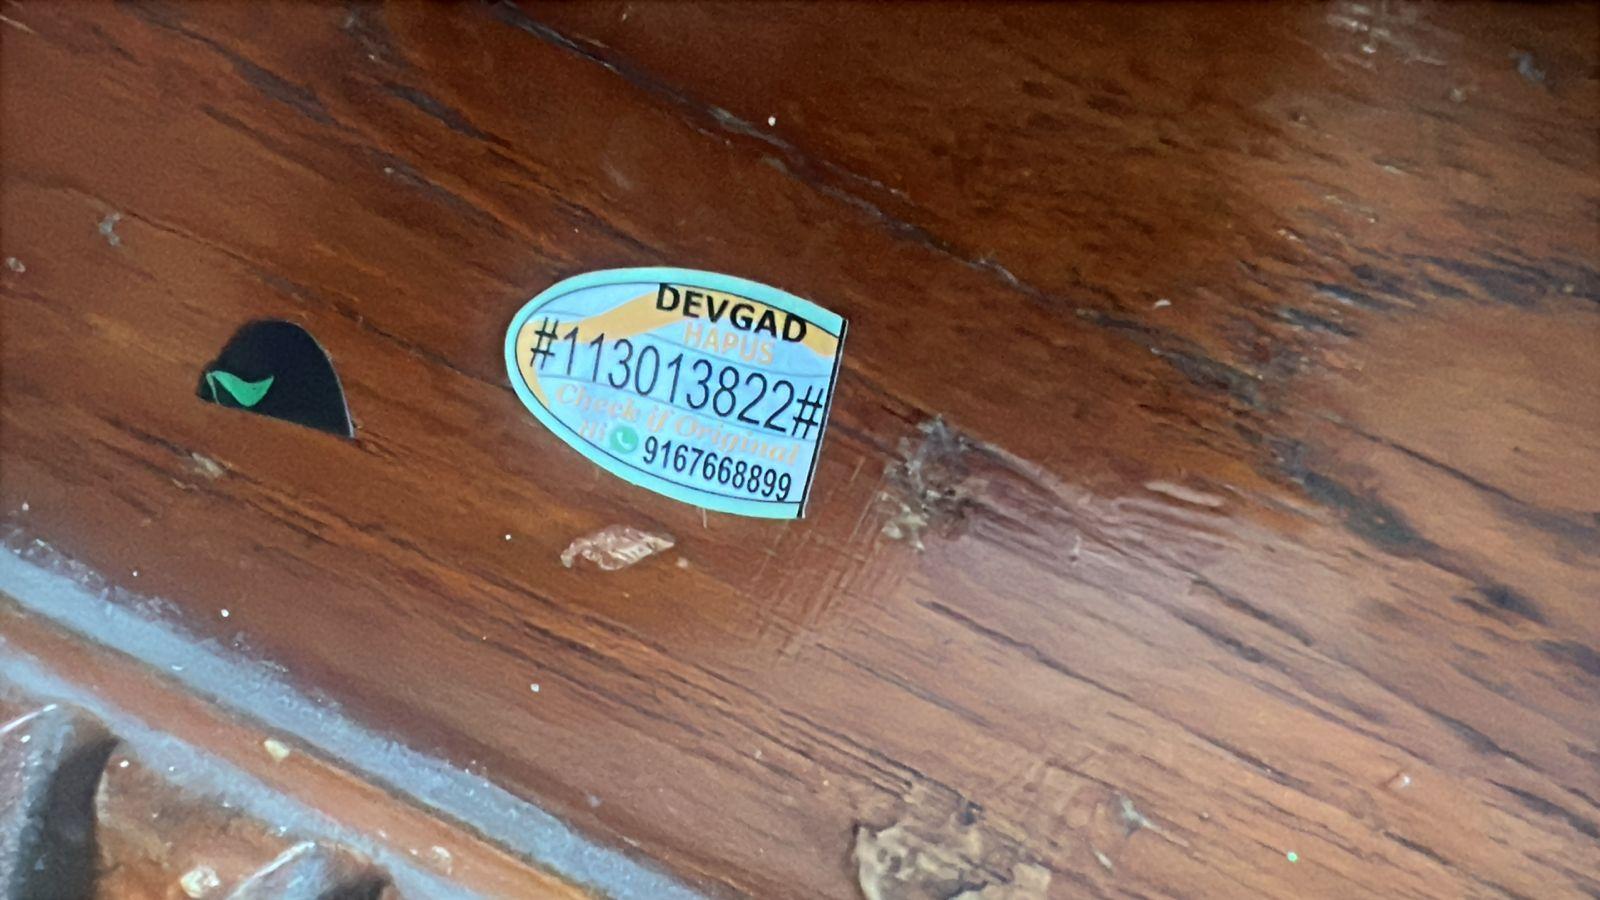 DEVGAD
HAPUS
#113013822#
Check if Original
Hi 9167668899